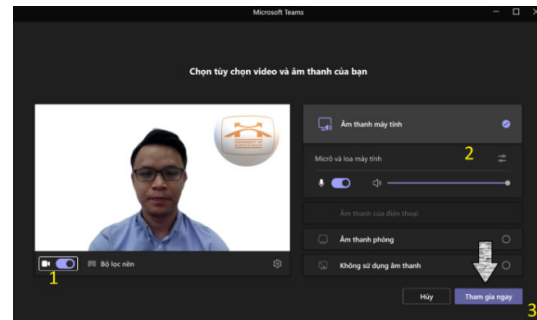 Microsoft Teams
Chọn tùy chọn video và âm thanh của bạn
Âm thanh máy tính
Micrô và loa máy tính
2
Âm thanh của điện thoại
Âm thanh phòng
Bộ lọc nền
Không sử dụng âm thanh
1
Hủy
Tham gia ngay
3